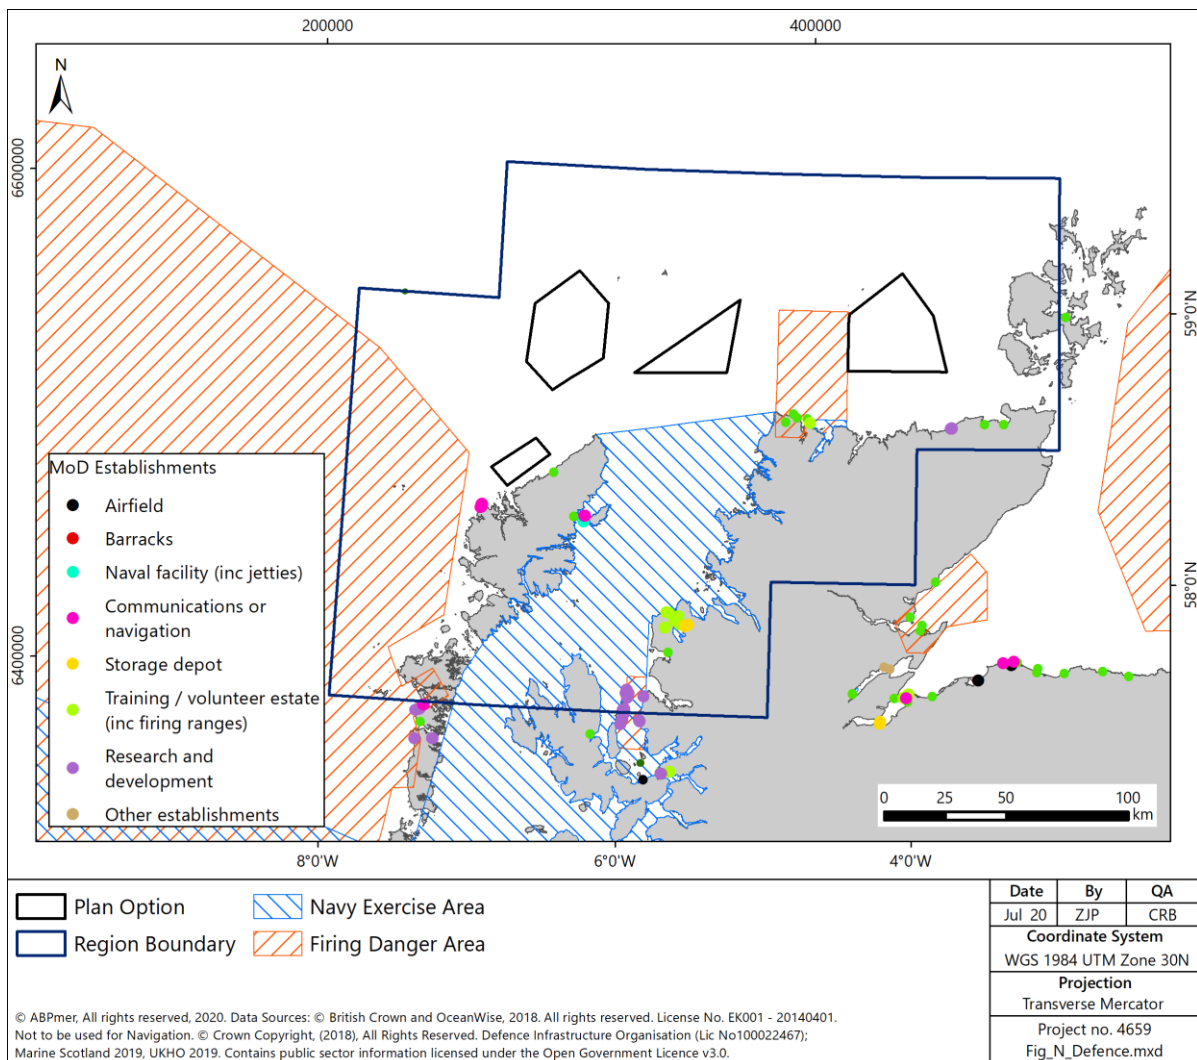 200000
400000
N
6600000
59°0'N
MoD Establishments
Airfield
Barracks
Naval facility (inc jetties)
Communications or
navigation
58°0'N
Storage depot
6400000
Training / volunteer estate
(inc firing ranges)
Research and
development
Other establishments
0 25 50 100
km
8°0'W
6°0'W
4°0'W
Plan Option
Navy Exercise Area
Region Boundary
Firing Danger Area
Date By QA
Jul 20 ZJP CRB
Coordinate System
WGS 1984 UTM Zone 30N
Projection
Transverse Mercator
Project no. 4659
Fig_N_Defence.mxd
© ABPmer, All rights reserved, 2020. Data Sources: © British Crown and OceanWise, 2018. All rights reserved. License No. EK001 - 20140401.
Not to be used for Navigation. © Crown Copyright, (2018), All Rights Reserved. Defence Infrastructure Organisation (Lic No100022467);
Marine Scotland 2019, UKHO 2019. Contains public sector information licensed under the Open Government Licence v3.0.